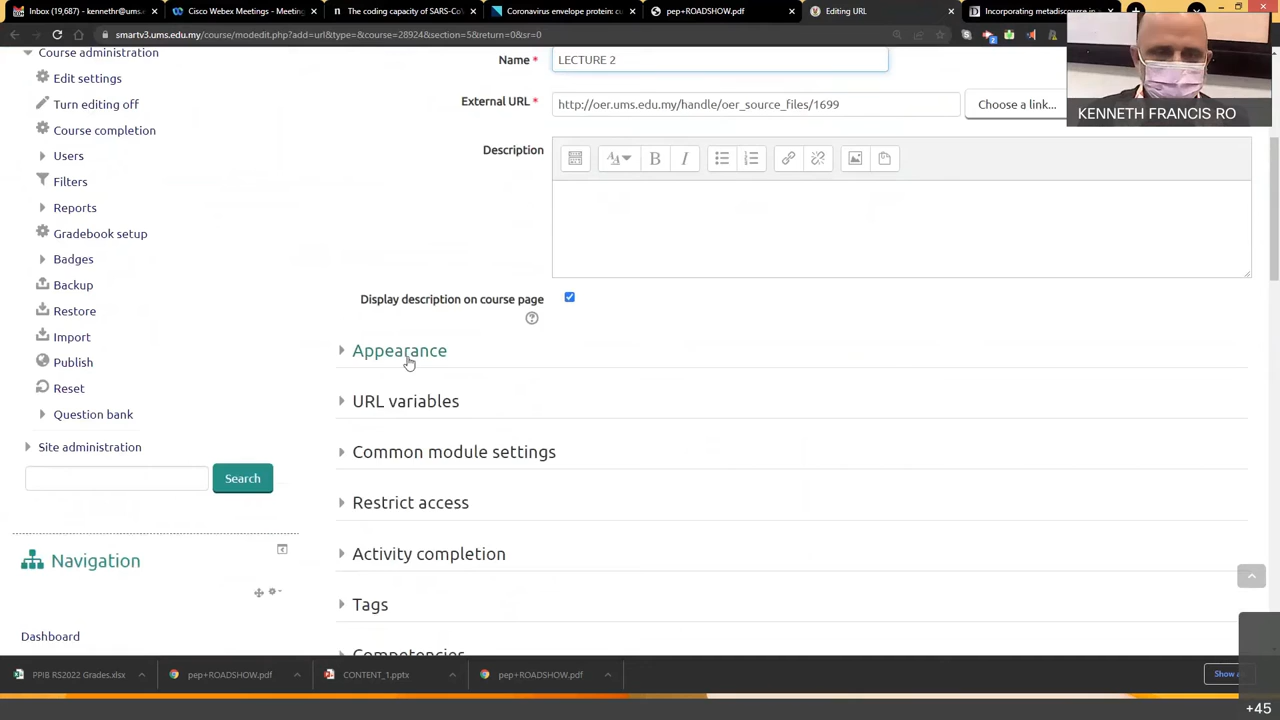 Inbox (19,687) - kenneth@ums.e
Cisco Webex Meetings - Meetin
The coding capacity of SARS-Co
Coronavirus envelope protein: cu
pep+ROADSHOW.pdf
Editing URL
Incorporating metadiscourse in
smartv3.ums.edu.my/course/modedit.php?add=url&type=&course=28924&section=5&return=0&sr=0
Course administration
Edit settings
Turn editing off
Course completion
Users
Filters
Reports
Gradebook setup
Badges
Backup
Restore
Import
Publish
Reset
Question bank
Site administration
Search
Navigation
Dashboard
Name
LECTURE 2
External URL
http://oer.ums.edu.my/handle/oer_source_files/1699
Choose a link...
Description
Display description on course page
Appearance
URL variables
Common module settings
Restrict access
Activity completion
Tags
Competencies
KENNETH FRANCIS RO
PPIB RS2022 Grades.xlsx
pep+ROADSHOW.pdf
CONTENT_1.pptx
pep+ROADSHOW.pdf
Show
+45